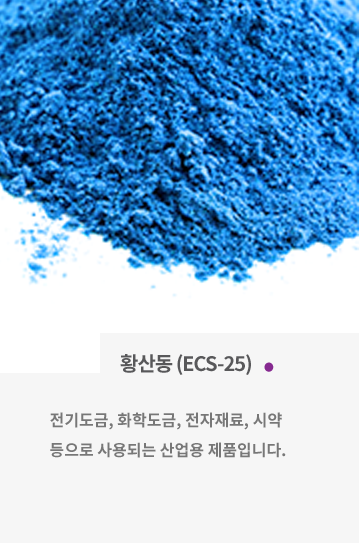 황산동 (ECS-25)
전기도금, 화학도금, 전자재료, 시약
등으로 사용되는 산업용 제품입니다.